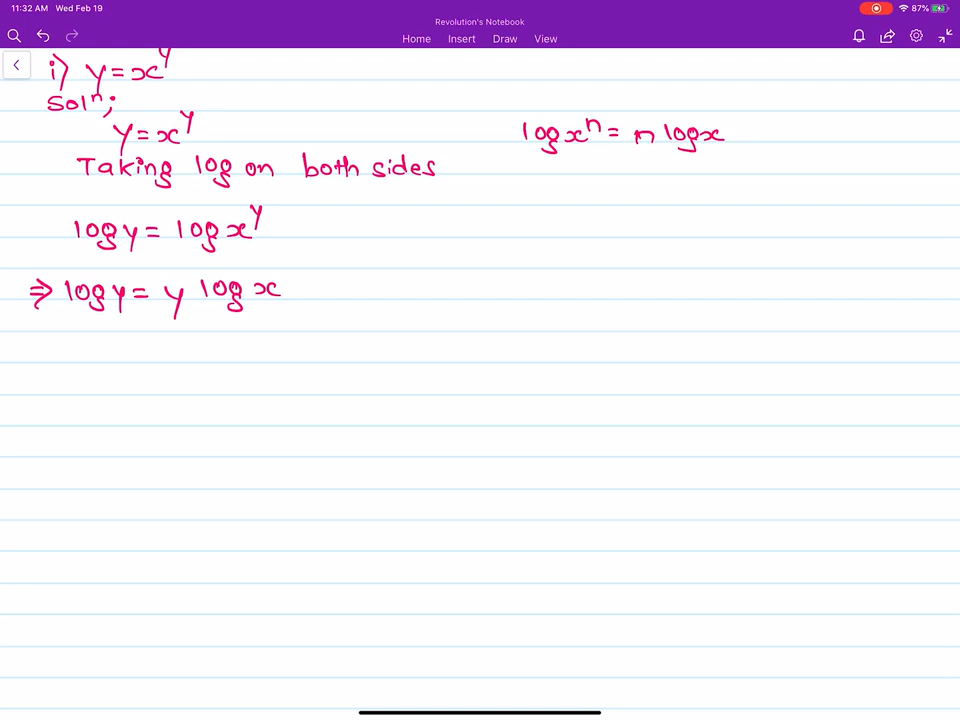 11:32 AM Wed Feb 19
87%
Revolution's Notebook
Home Insert Draw View
i) y = x^y
Solⁿ;
y = x^y
log xⁿ = n log x
Taking log on both sides
log y = log x^y
⇒ log y = y log x